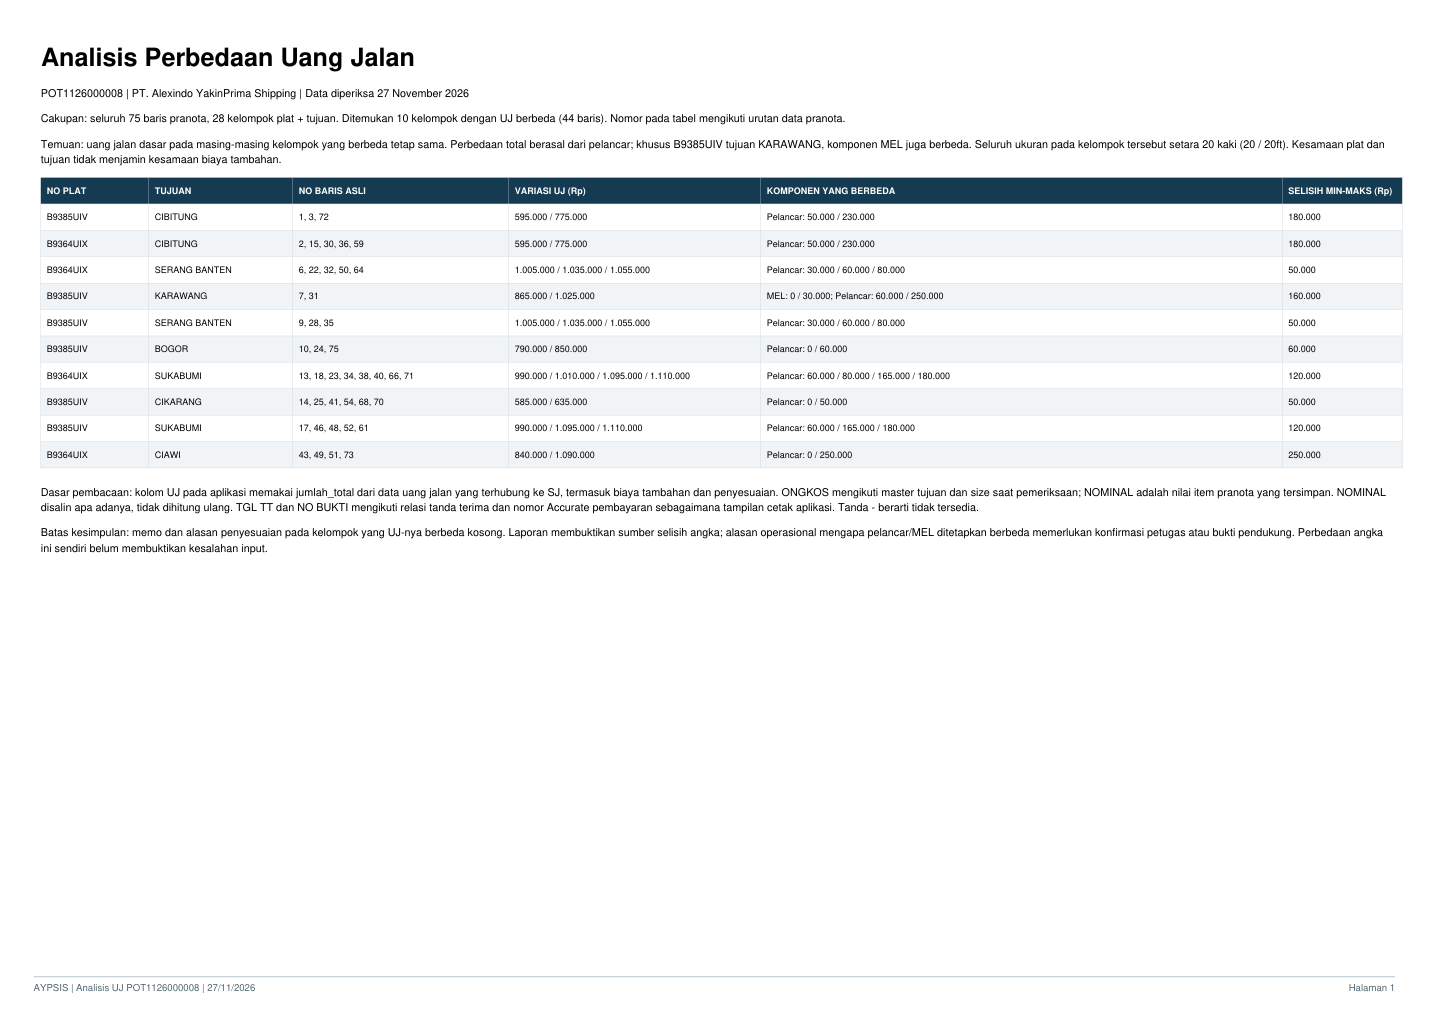 Analisis Perbedaan Uang Jalan
POT1126000008 | PT. Alexindo YakinPrima Shipping | Data diperiksa 27 November 2026
Cakupan: seluruh 75 baris pranota, 28 kelompok plat + tujuan. Ditemukan 10 kelompok dengan UJ berbeda (44 baris). Nomor pada tabel mengikuti urutan data pranota.
Temuan: uang jalan dasar pada masing-masing kelompok yang berbeda tetap sama. Perbedaan total berasal dari pelancar; khusus B9385UIV tujuan KARAWANG, komponen MEL juga berbeda. Seluruh ukuran pada kelompok tersebut setara 20 kaki (20 / 20ft). Kesamaan plat dan
tujuan tidak menjamin kesamaan biaya tambahan.
NO PLAT TUJUAN NO BARIS ASLI VARIASI UJ (Rp) KOMPONEN YANG BERBEDA SELISIH MIN-MAKS (Rp)
B9385UIV CIBITUNG 1, 3, 72 595.000 / 775.000 Pelancar: 50.000 / 230.000 180.000
B9364UIX CIBITUNG 2, 15, 30, 36, 59 595.000 / 775.000 Pelancar: 50.000 / 230.000 180.000
B9364UIX SERANG BANTEN 6, 22, 32, 50, 64 1.005.000 / 1.035.000 / 1.055.000 Pelancar: 30.000 / 60.000 / 80.000 50.000
B9385UIV KARAWANG 7, 31 865.000 / 1.025.000 MEL: 0 / 30.000; Pelancar: 60.000 / 250.000 160.000
B9385UIV SERANG BANTEN 9, 28, 35 1.005.000 / 1.035.000 / 1.055.000 Pelancar: 30.000 / 60.000 / 80.000 50.000
B9385UIV BOGOR 10, 24, 75 790.000 / 850.000 Pelancar: 0 / 60.000 60.000
B9364UIX SUKABUMI 13, 18, 23, 34, 38, 40, 66, 71 990.000 / 1.010.000 / 1.095.000 / 1.110.000 Pelancar: 60.000 / 80.000 / 165.000 / 180.000 120.000
B9385UIV CIKARANG 14, 25, 41, 54, 68, 70 585.000 / 635.000 Pelancar: 0 / 50.000 50.000
B9385UIV SUKABUMI 17, 46, 48, 52, 61 990.000 / 1.095.000 / 1.110.000 Pelancar: 60.000 / 165.000 / 180.000 120.000
B9364UIX CIAWI 43, 49, 51, 73 840.000 / 1.090.000 Pelancar: 0 / 250.000 250.000
Dasar pembacaan: kolom UJ pada aplikasi memakai jumlah_total dari data uang jalan yang terhubung ke SJ, termasuk biaya tambahan dan penyesuaian. ONGKOS mengikuti master tujuan dan size saat pemeriksaan; NOMINAL adalah nilai item pranota yang tersimpan. NOMINAL
disalin apa adanya, tidak dihitung ulang. TGL TT dan NO BUKTI mengikuti relasi tanda terima dan nomor Accurate pembayaran sebagaimana tampilan cetak aplikasi. Tanda - berarti tidak tersedia.
Batas kesimpulan: memo dan alasan penyesuaian pada kelompok yang UJ-nya berbeda kosong. Laporan membuktikan sumber selisih angka; alasan operasional mengapa pelancar/MEL ditetapkan berbeda memerlukan konfirmasi petugas atau bukti pendukung. Perbedaan angka
ini sendiri belum membuktikan kesalahan input.
AYPSIS | Analisis UJ POT1126000008 | 27/11/2026 Halaman 1